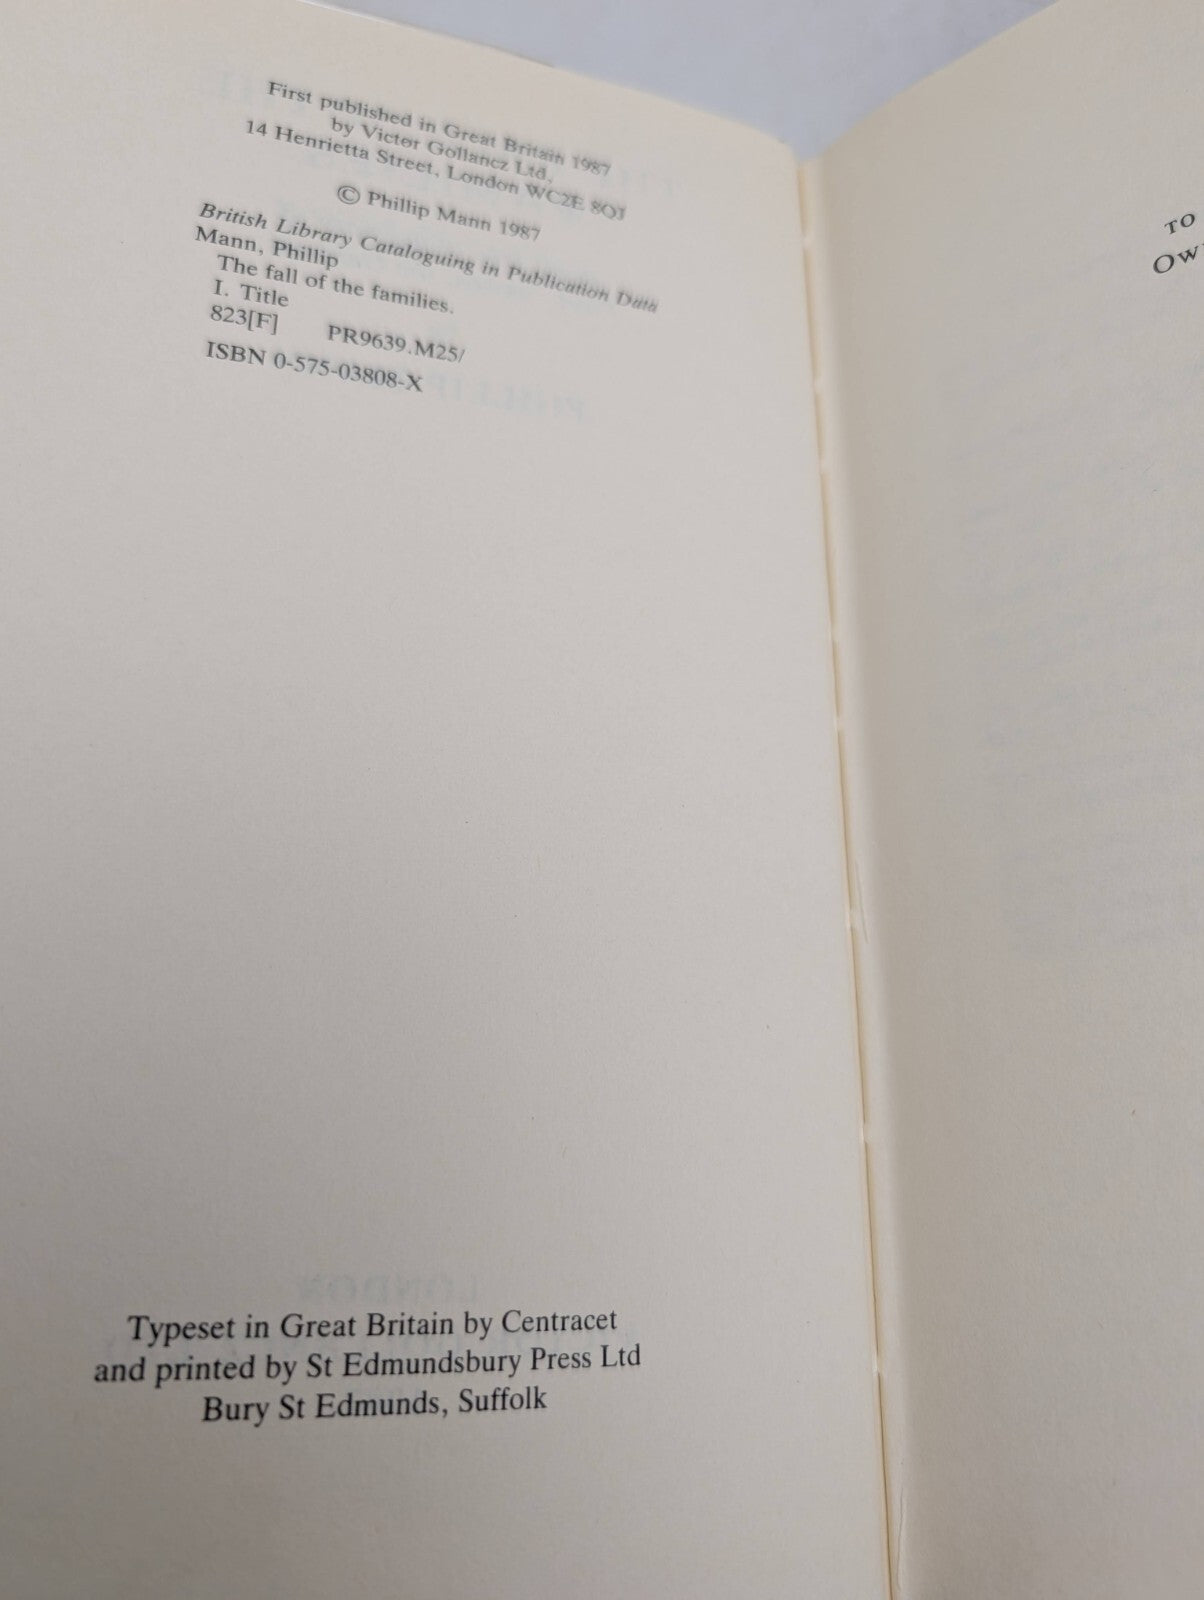 First published in Great Britain 1987
by Victor Gollancz Ltd,
14 Henrietta Street, London WC2E 8QJ
© Phillip Mann 1987
British Library Cataloguing in Publication Data
Mann, Phillip
The fall of the families.
I. Title
823[F] PR9639.M25/
ISBN 0-575-03808-X
Typeset in Great Britain by Centracet
and printed by St Edmundsbury Press Ltd
Bury St Edmunds, Suffolk
TO